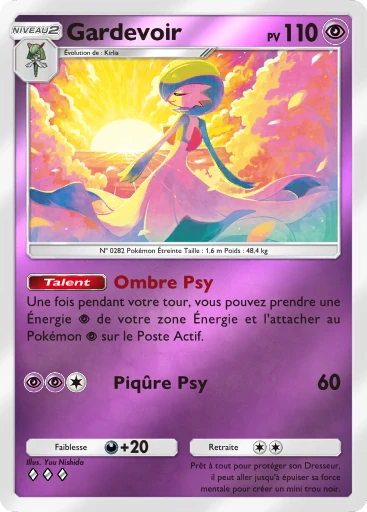 NIVEAU 2
Gardevoir
PV 110
Évolution de : Kirlia
N° 0282 Pokémon Étreinte Taille : 1,6 m Poids : 48,4 kg
Talent Ombre Psy
Une fois pendant votre tour, vous pouvez prendre une
Énergie de votre zone Énergie et l'attacher au
Pokémon sur le Poste Actif.
Piqûre Psy 60
Faiblesse +20
Retraite
Illus. Yuu Nishida
Prêt à tout pour protéger son Dresseur,
il peut aller jusqu'à épuiser sa force
mentale pour créer un mini trou noir.